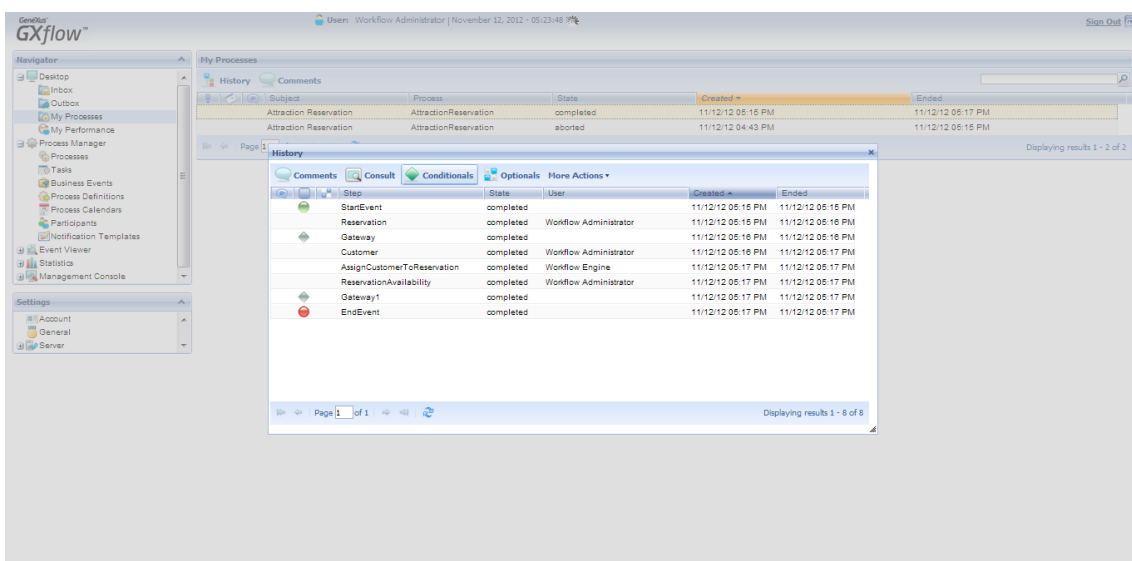 GeneXus
GXflow™
User: Workflow Administrator | November 12, 2012 - 05:23:48
Sign Out
Navigator
Desktop
Inbox
Outbox
My Processes
My Performance
Process Manager
Processes
Tasks
Business Events
Process Definitions
Process Calendars
Participants
Notification Templates
Event Viewer
Statistics
Management Console
Settings
Account
General
Server
My Processes
History Comments
Subject Process State Created Ended
Attraction Reservation AttractionReservation completed 11/12/12 05:15 PM 11/12/12 05:17 PM
Attraction Reservation AttractionReservation aborted 11/12/12 04:43 PM 11/12/12 05:15 PM
Page 1
Displaying results 1 - 2 of 2
History
Comments Consult Conditionals Optionals More Actions
Step State User Created Ended
StartEvent completed 11/12/12 05:15 PM 11/12/12 05:15 PM
Reservation completed Workflow Administrator 11/12/12 05:15 PM 11/12/12 05:16 PM
Gateway completed 11/12/12 05:16 PM 11/12/12 05:16 PM
Customer completed Workflow Administrator 11/12/12 05:16 PM 11/12/12 05:17 PM
AssignCustomerToReservation completed Workflow Engine 11/12/12 05:17 PM 11/12/12 05:17 PM
ReservationAvailability completed Workflow Administrator 11/12/12 05:17 PM 11/12/12 05:17 PM
Gateway1 completed 11/12/12 05:17 PM 11/12/12 05:17 PM
EndEvent completed 11/12/12 05:17 PM 11/12/12 05:17 PM
Page 1 of 1
Displaying results 1 - 8 of 8